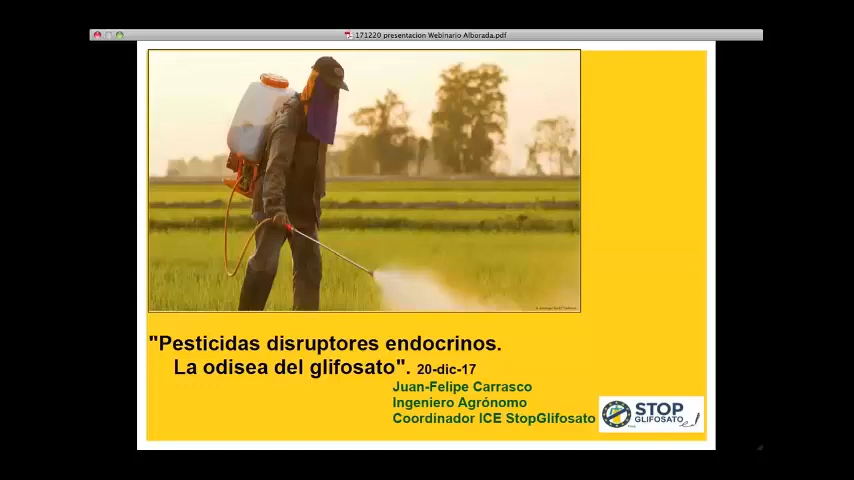 171220 presentacion Webinario Alborada.pdf
"Pesticidas disruptores endocrinos.
La odisea del glifosato". 20-dic-17
Juan-Felipe Carrasco
Ingeniero Agrónomo
Coordinador ICE StopGlifosato
STOP
GLIFOSATO